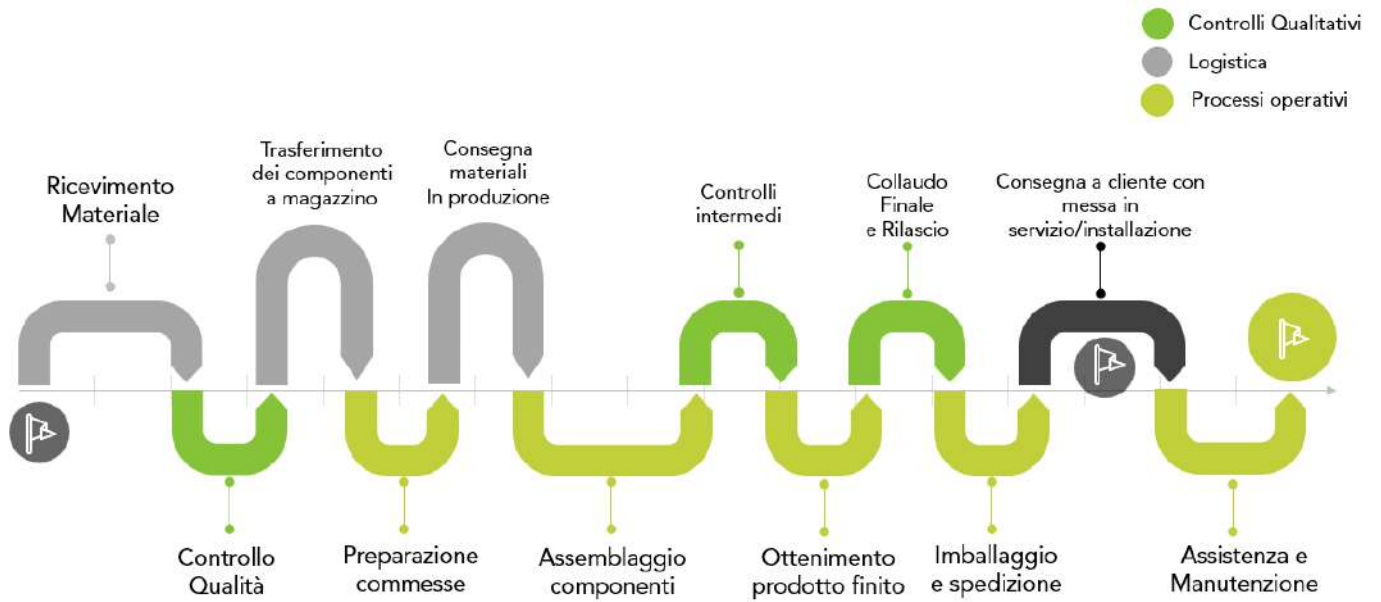 Controlli Qualitativi
Logistica
Processi operativi
Ricevimento
Materiale
Trasferimento
dei componenti
a magazzino
Consegna
materiali
In produzione
Controlli
intermedi
Collaudo
Finale
e Rilascio
Consegna a cliente con
messa in
servizio/installazione
Controllo
Qualità
Preparazione
commesse
Assemblaggio
componenti
Ottenimento
prodotto finito
Imballaggio
e spedizione
Assistenza e
Manutenzione